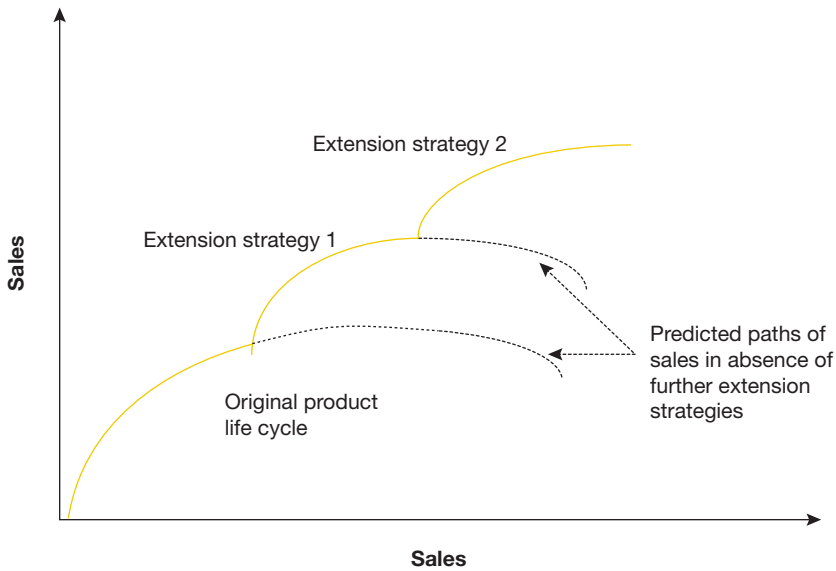 Extension strategy 2
Extension strategy 1
Sales
Predicted paths of
sales in absence of
further extension
strategies
Original product
life cycle
Sales